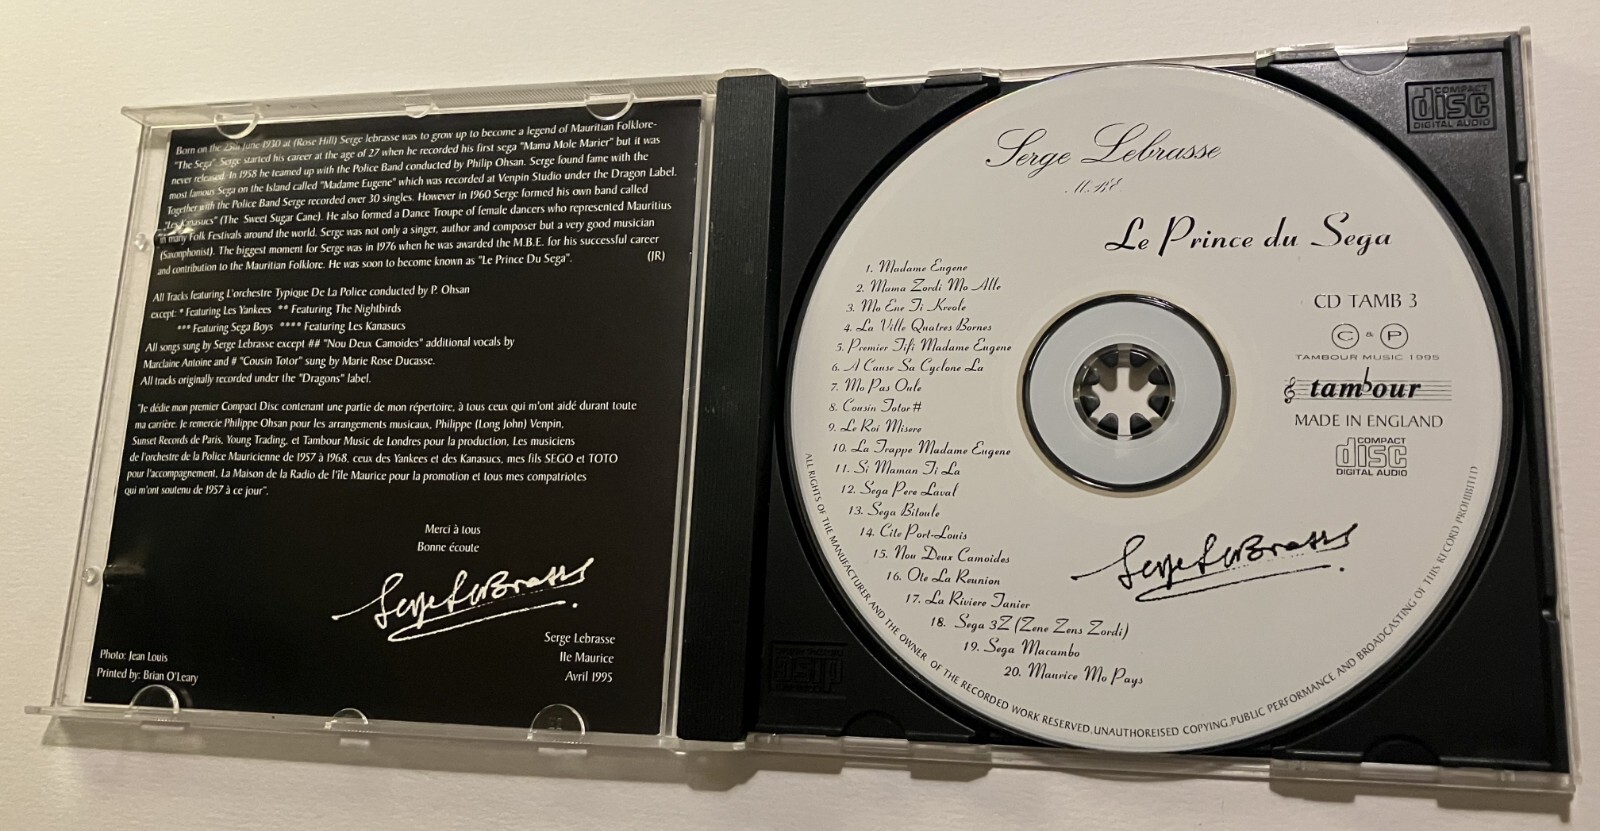 Born on the 25th June 1930 at (Rose Hill) Serge lebrasse was to grow up to become a legend of Mauritian Folklore-
"The Sega". Serge started his career at the age of 27 when he recorded his first sega "Mama Mole Marier" but it was
never released. In 1958 he teamed up with the Police Band conducted by Philip Ohsan. Serge found fame with the
most famous Sega on the Island called "Madame Eugene" which was recorded at Venpin Studio under the Dragon Label.
Together with the Police Band Serge recorded over 30 singles. However in 1960 Serge formed his own band called
"Les Kanasucs" (The Sweet Sugar Cane). He also formed a Dance Troupe of female dancers who represented Mauritius
in many Folk Festivals around the world. Serge was not only a singer, author and composer but a very good musician
(Saxonphonist). The biggest moment for Serge was in 1976 when he was awarded the M.B.E. for his successful career
and contribution to the Mauritian Folklore. He was soon to become known as "Le Prince Du Sega". (JR)
All Tracks featuring L'orchestre Typique De La Police conducted by P. Ohsan
except: * Featuring Les Yankees ** Featuring The Nightbirds
*** Featuring Sega Boys **** Featuring Les Kanasucs
All songs sung by Serge Lebrasse except ## "Nou Deux Camoides" additional vocals by
Marclaine Antoine and # "Cousin Totor" sung by Marie Rose Ducasse.
All tracks originally recorded under the "Dragons" label.
"Je dédie mon premier Compact Disc contenant une partie de mon répertoire, à tous ceux qui m'ont aidé durant toute
ma carrière. Je remercie Philippe Ohsan pour les arrangements musicaux, Philippe (Long John) Venpin,
Sunset Records de Paris, Young Trading, et Tambour Music de Londres pour la production, Les musiciens
de l'orchestre de la Police Mauricienne de 1957 à 1968, ceux des Yankees et des Kanasucs, mes fils SEGO et TOTO
pour l'accompagnement, La Maison de la Radio de l'île Maurice pour la promotion et tous mes compatriotes
qui m'ont soutenu de 1957 à ce jour".
Merci à tous
Bonne écoute
Serge LeBrasse
Serge Lebrasse
Ile Maurice
Avril 1995
Photo: Jean Louis
Printed by: Brian O'Leary
COMPACT
disc
DIGITAL AUDIO
Serge Lebrasse
M.B.E.
Le Prince du Sega
1. Madame Eugene
2. Mama Zordi Mo Alle
3. Mo Ene Ti Kreole
4. La Ville Quatres Bornes
5. Premier Tifi Madame Eugene
6. A Cause Sa Cyclone La
7. Mo Pas Oule
8. Cousin Totor #
9. Le Roi Misere
10. La Trappe Madame Eugene
11. Si Maman Ti La
12. Sega Pere Laval
13. Sega Bitoule
14. Cite Port-Louis
15. Nou Deux Camoides
16. Ote La Reunion
17. La Riviere Tanier
18. Sega 3Z (Zene Zens Zordi)
19. Sega Macambo
20. Maurice Mo Pays
CD TAMB 3
C & P
TAMBOUR MUSIC 1995
tambour
MADE IN ENGLAND
COMPACT
disc
DIGITAL AUDIO
Serge LeBrasse
ALL RIGHTS OF THE MANUFACTURER AND THE OWNER OF THE RECORDED WORK RESERVED. UNAUTHOREISED COPYING, PUBLIC PERFORMANCE AND BROADCASTING OF THIS RECORD PROHIBITED